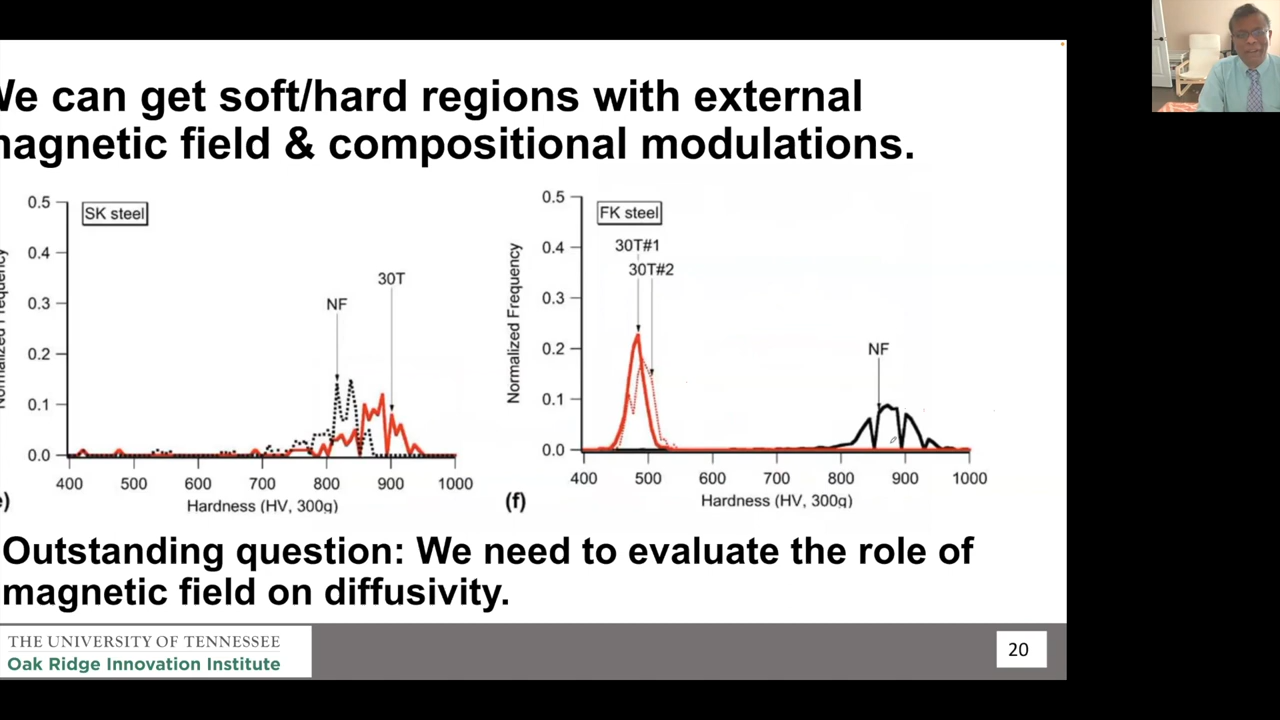 We can get soft/hard regions with external
magnetic field & compositional modulations.
SK steel
0.5
0.4
0.3
0.2
0.1
0.0
Normalized Frequency
NF
30T
400 500 600 700 800 900 1000
Hardness (HV, 300g)
e)
FK steel
0.5
0.4
0.3
0.2
0.1
0.0
Normalized Frequency
30T#1
30T#2
NF
400 500 600 700 800 900 1000
Hardness (HV, 300g)
(f)
Outstanding question: We need to evaluate the role of
magnetic field on diffusivity.
THE UNIVERSITY OF TENNESSEE
Oak Ridge Innovation Institute
20